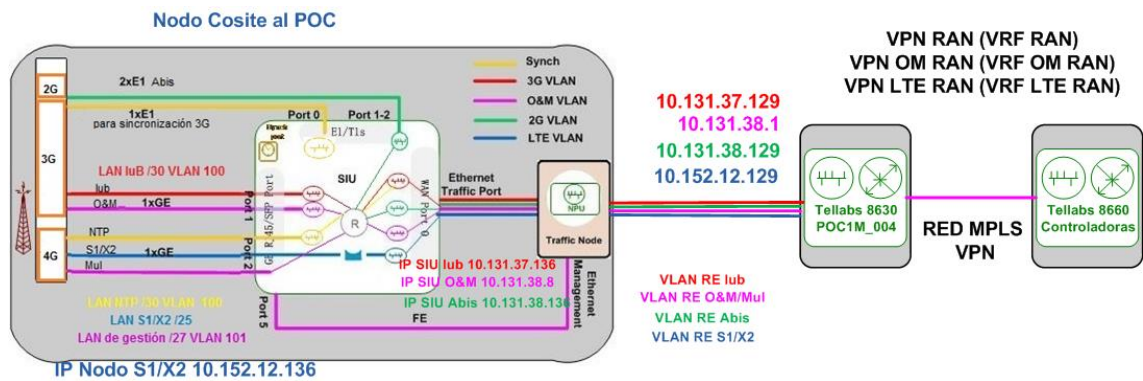 Nodo Cosite al POC
VPN RAN (VRF RAN)
VPN OM RAN (VRF OM RAN)
VPN LTE RAN (VRF LTE RAN)
2G
2xE1 Abis
1xE1
para sincronización 3G
Port 0
Port 1-2
E1/T1s
Synch
3G VLAN
O&M VLAN
2G VLAN
LTE VLAN
10.131.37.129
10.131.38.1
10.131.38.129
10.152.12.129
3G
LAN IuB /30 VLAN 100
Iub
O&M
1xGE
Port 1
SIU
R
WAN Port 0
Ethernet
Traffic Port
NPU
Traffic Node
Tellabs 8630
POC1M_004
RED MPLS
VPN
Tellabs 8660
Controladoras
4G
NTP
S1/X2
1xGE
Mul
Port 2
IP SIU Iub 10.131.37.136
IP SIU O&M 10.131.38.8
IP SIU Abis 10.131.38.136
Ethernet
Management
VLAN RE Iub
VLAN RE O&M/Mul
VLAN RE Abis
VLAN RE S1/X2
LAN NTP /30 VLAN 100
LAN S1/X2 /25
LAN de gestión /27 VLAN 101
Port 5
FE
IP Nodo S1/X2 10.152.12.136